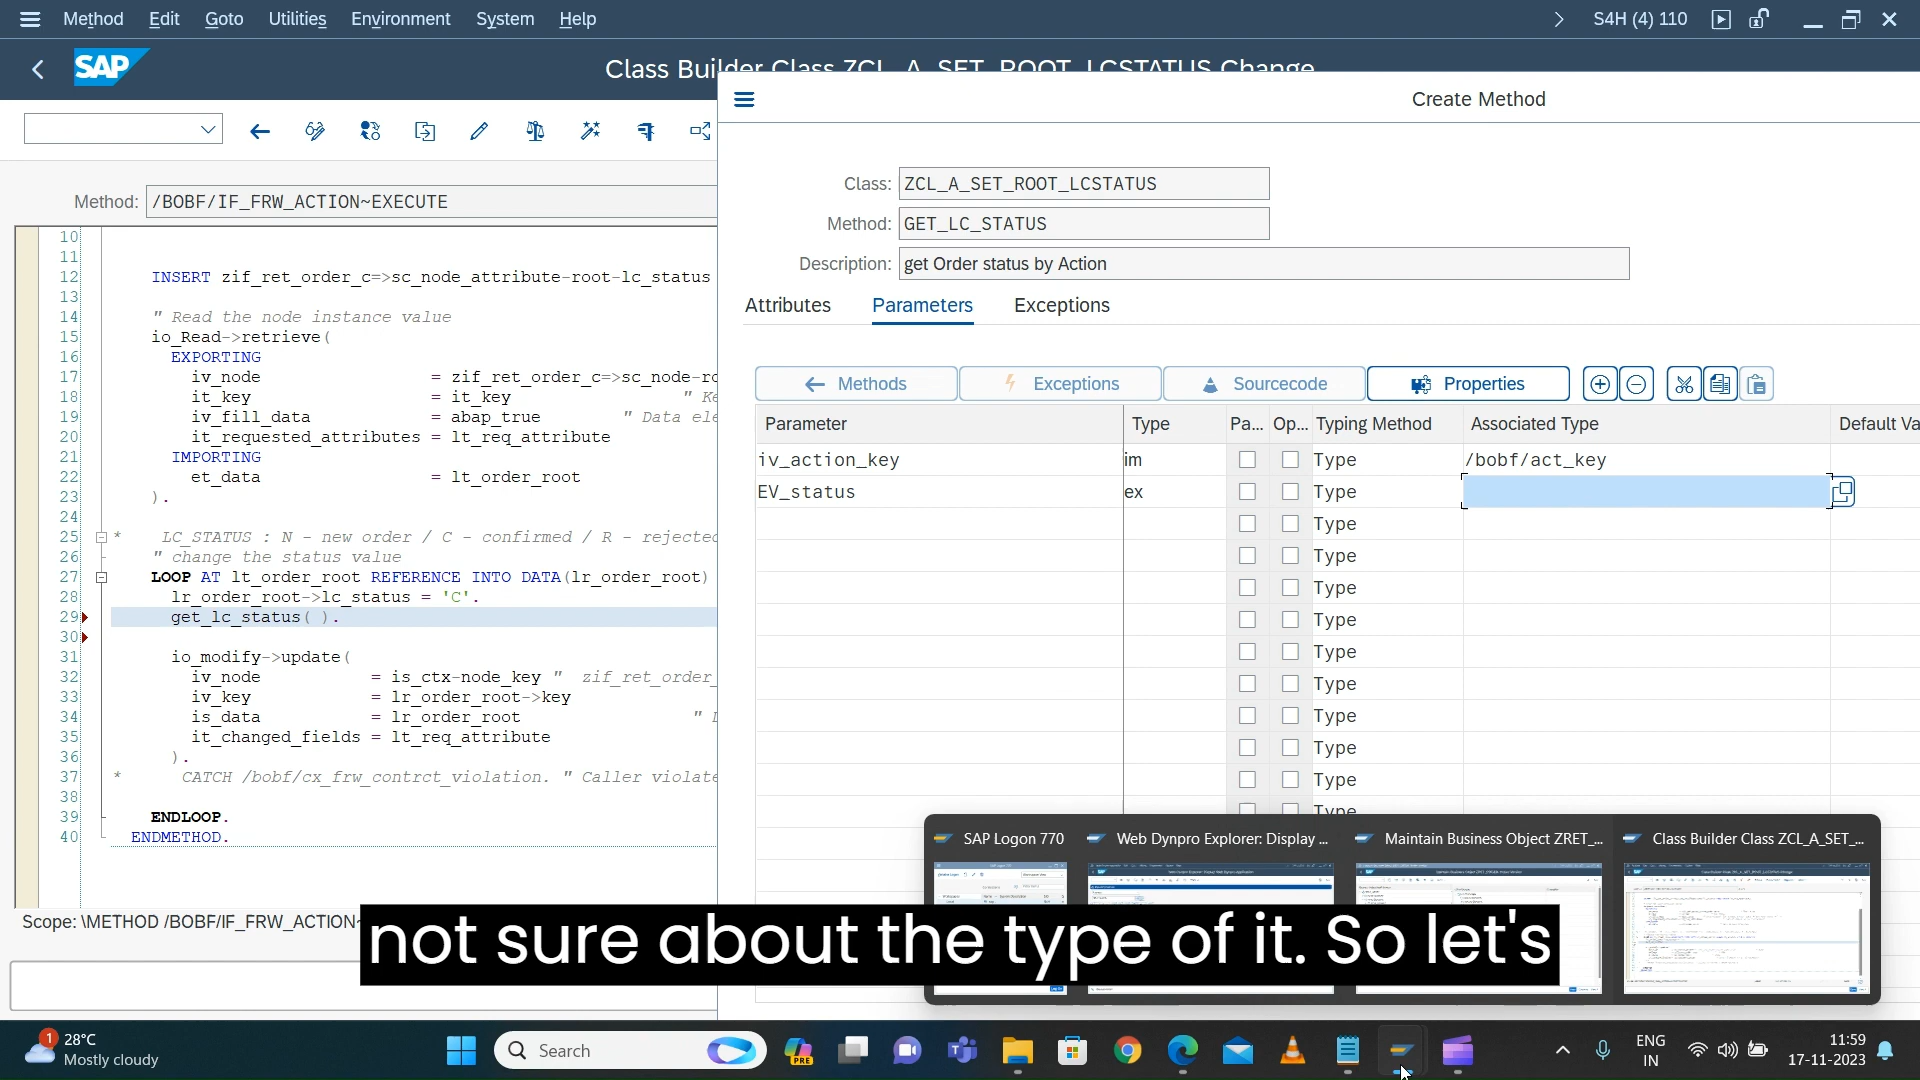 Method Edit Goto Utilities Environment System Help S4H (4) 110
SAP Class Builder Class ZCL_A_SET_ROOT_LCSTATUS Change
Create Method
Class: ZCL_A_SET_ROOT_LCSTATUS
Method: /BOBF/IF_FRW_ACTION~EXECUTE
Method: GET_LC_STATUS
Description: get Order status by Action
Attributes Parameters Exceptions
Methods Exceptions Sourcecode Properties
Parameter Type Pa... Op... Typing Method Associated Type Default Va
iv_action_key im Type /bobf/act_key
EV_status ex Type
Type
Type
Type
Type
Type
Type
Type
Type
Type
Type
10
11
12 INSERT zif_ret_order_c=>sc_node_attribute-root-lc_status
13
14 " Read the node instance value
15 io_Read->retrieve(
16 EXPORTING
17 iv_node = zif_ret_order_c=>sc_node-ro
18 it_key = it_key " Ke
19 iv_fill_data = abap_true " Data ele
20 it_requested_attributes = lt_req_attribute
21 IMPORTING
22 et_data = lt_order_root
23 ).
24
25 * LC_STATUS : N - new order / C - confirmed / R - rejected
26 " change the status value
27 LOOP AT lt_order_root REFERENCE INTO DATA(lr_order_root)
28 lr_order_root->lc_status = 'C'.
29 get_lc_status( ).
30
31 io_modify->update(
32 iv_node = is_ctx-node_key " zif_ret_order_
33 iv_key = lr_order_root->key
34 is_data = lr_order_root "
35 it_changed_fields = lt_req_attribute
36 ).
37 * CATCH /bobf/cx_frw_contrct_violation. " Caller violate
38
39 ENDLOOP.
40 ENDMETHOD.
Scope: \METHOD /BOBF/IF_FRW_ACTION~
SAP Logon 770 Web Dynpro Explorer: Display ... Maintain Business Object ZRET_... Class Builder Class ZCL_A_SET_...
not sure about the type of it. So let's
1 28°C
Mostly cloudy
Search
PRE
ENG
IN
11:59
17-11-2023